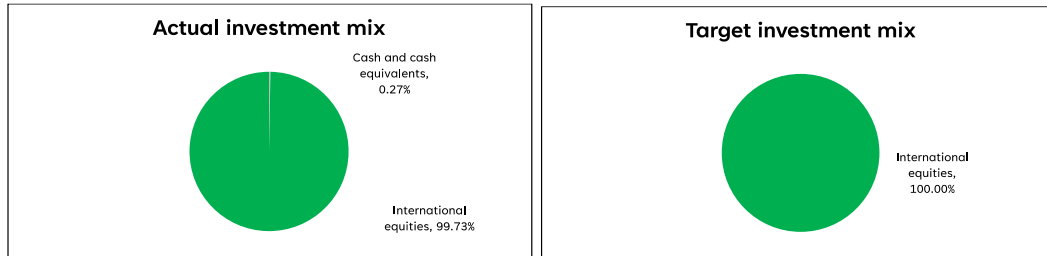 Actual investment mix
Cash and cash
equivalents,
0.27%
International
equities, 99.73%
Target investment mix
International
equities,
100.00%